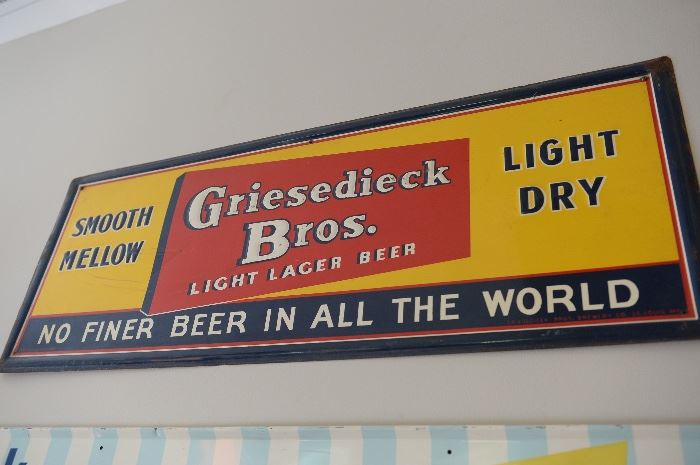 SMOOTH
MELLOW
Griesedieck
Bros.
LIGHT LAGER BEER
LIGHT
DRY
NO FINER BEER IN ALL THE WORLD